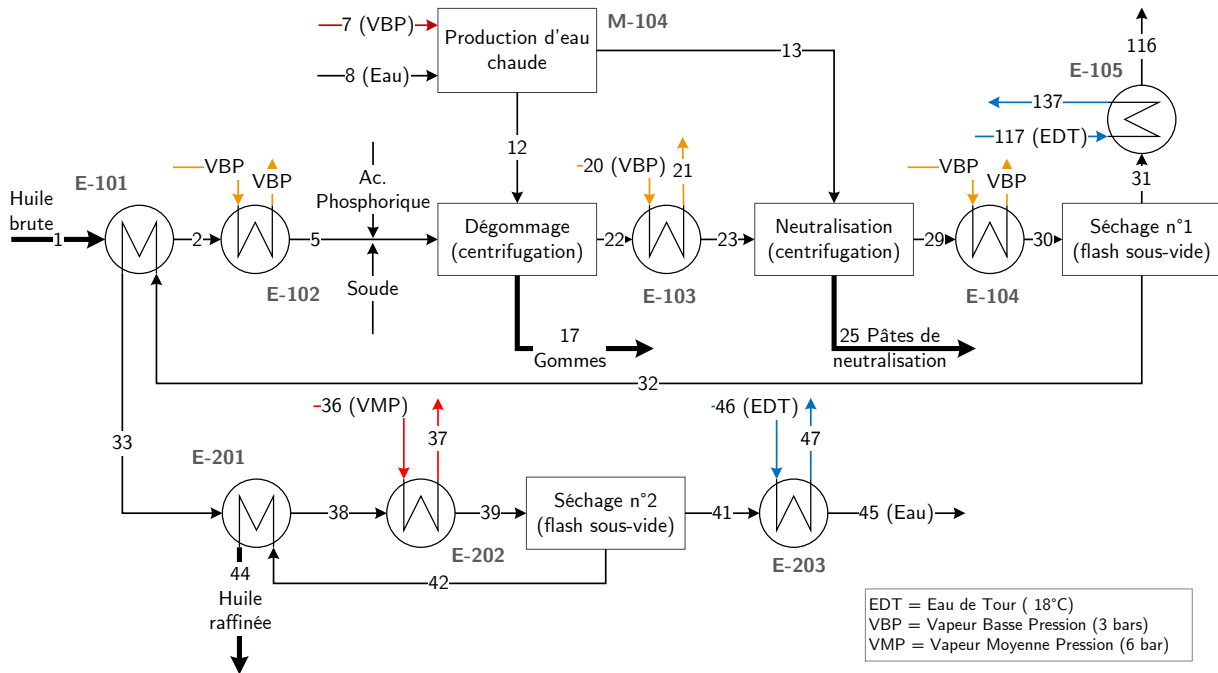 7 (VBP)
M-104
Production d'eau
chaude
8 (Eau)
13
116
E-105
137
117 (EDT)
12
E-101
VBP
VBP
Ac.
Phosphorique
20 (VBP)
21
VBP
VBP
31
Huile
brute
1
2
5
Dégommage
(centrifugation)
22
23
Neutralisation
(centrifugation)
29
30
Séchage n°1
(flash sous-vide)
E-102
Soude
E-103
E-104
17
Gommes
25 Pâtes de
neutralisation
32
33
36 (VMP)
37
46 (EDT)
47
E-201
38
39
Séchage n°2
(flash sous-vide)
41
45 (Eau)
E-202
E-203
42
44
Huile
raffinée
EDT = Eau de Tour ( 18°C)
VBP = Vapeur Basse Pression (3 bars)
VMP = Vapeur Moyenne Pression (6 bar)